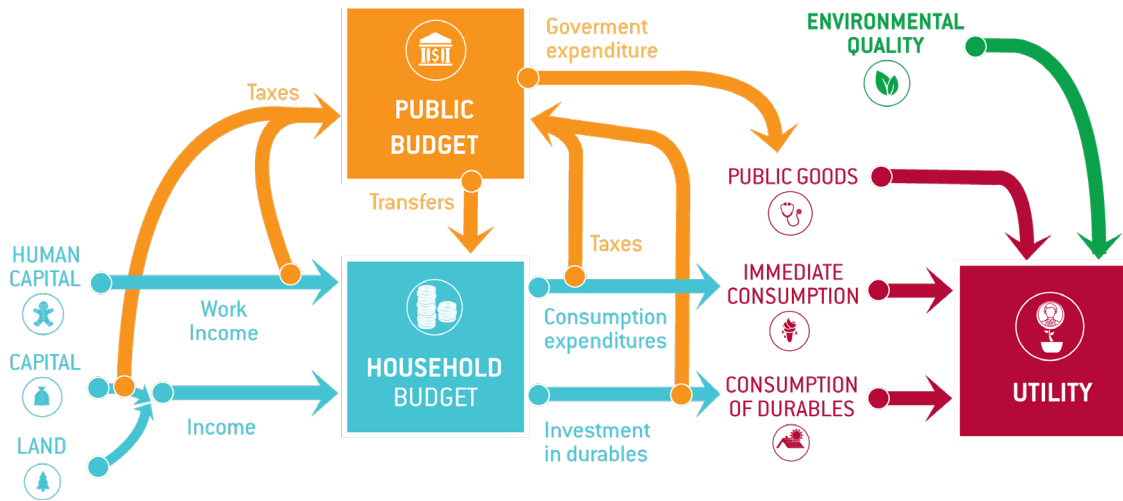 Goverment
expenditure
ENVIRONMENTAL
QUALITY
Taxes
$
PUBLIC
BUDGET
PUBLIC GOODS
Transfers
Taxes
HUMAN
CAPITAL
Work
Income
IMMEDIATE
CONSUMPTION
Consumption
expenditures
CAPITAL
HOUSEHOLD
BUDGET
CONSUMPTION
OF DURABLES
UTILITY
Income
LAND
Investment
in durables